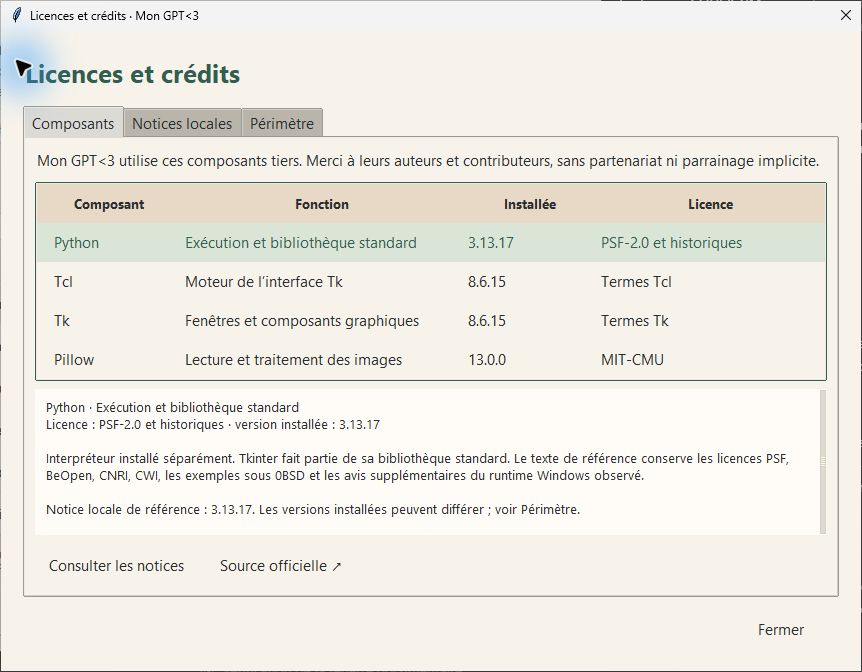 Licences et crédits · Mon GPT<3
Licences et crédits
Composants Notices locales Périmètre
Mon GPT<3 utilise ces composants tiers. Merci à leurs auteurs et contributeurs, sans partenariat ni parrainage implicite.
Composant Fonction Installée Licence
Python Exécution et bibliothèque standard 3.13.17 PSF-2.0 et historiques
Tcl Moteur de l’interface Tk 8.6.15 Termes Tcl
Tk Fenêtres et composants graphiques 8.6.15 Termes Tk
Pillow Lecture et traitement des images 13.0.0 MIT-CMU
Python · Exécution et bibliothèque standard
Licence : PSF-2.0 et historiques · version installée : 3.13.17
Interpréteur installé séparément. Tkinter fait partie de sa bibliothèque standard. Le texte de référence conserve les licences PSF,
BeOpen, CNRI, CWI, les exemples sous 0BSD et les avis supplémentaires du runtime Windows observé.
Notice locale de référence : 3.13.17. Les versions installées peuvent différer ; voir Périmètre.
Consulter les notices Source officielle ↗
Fermer